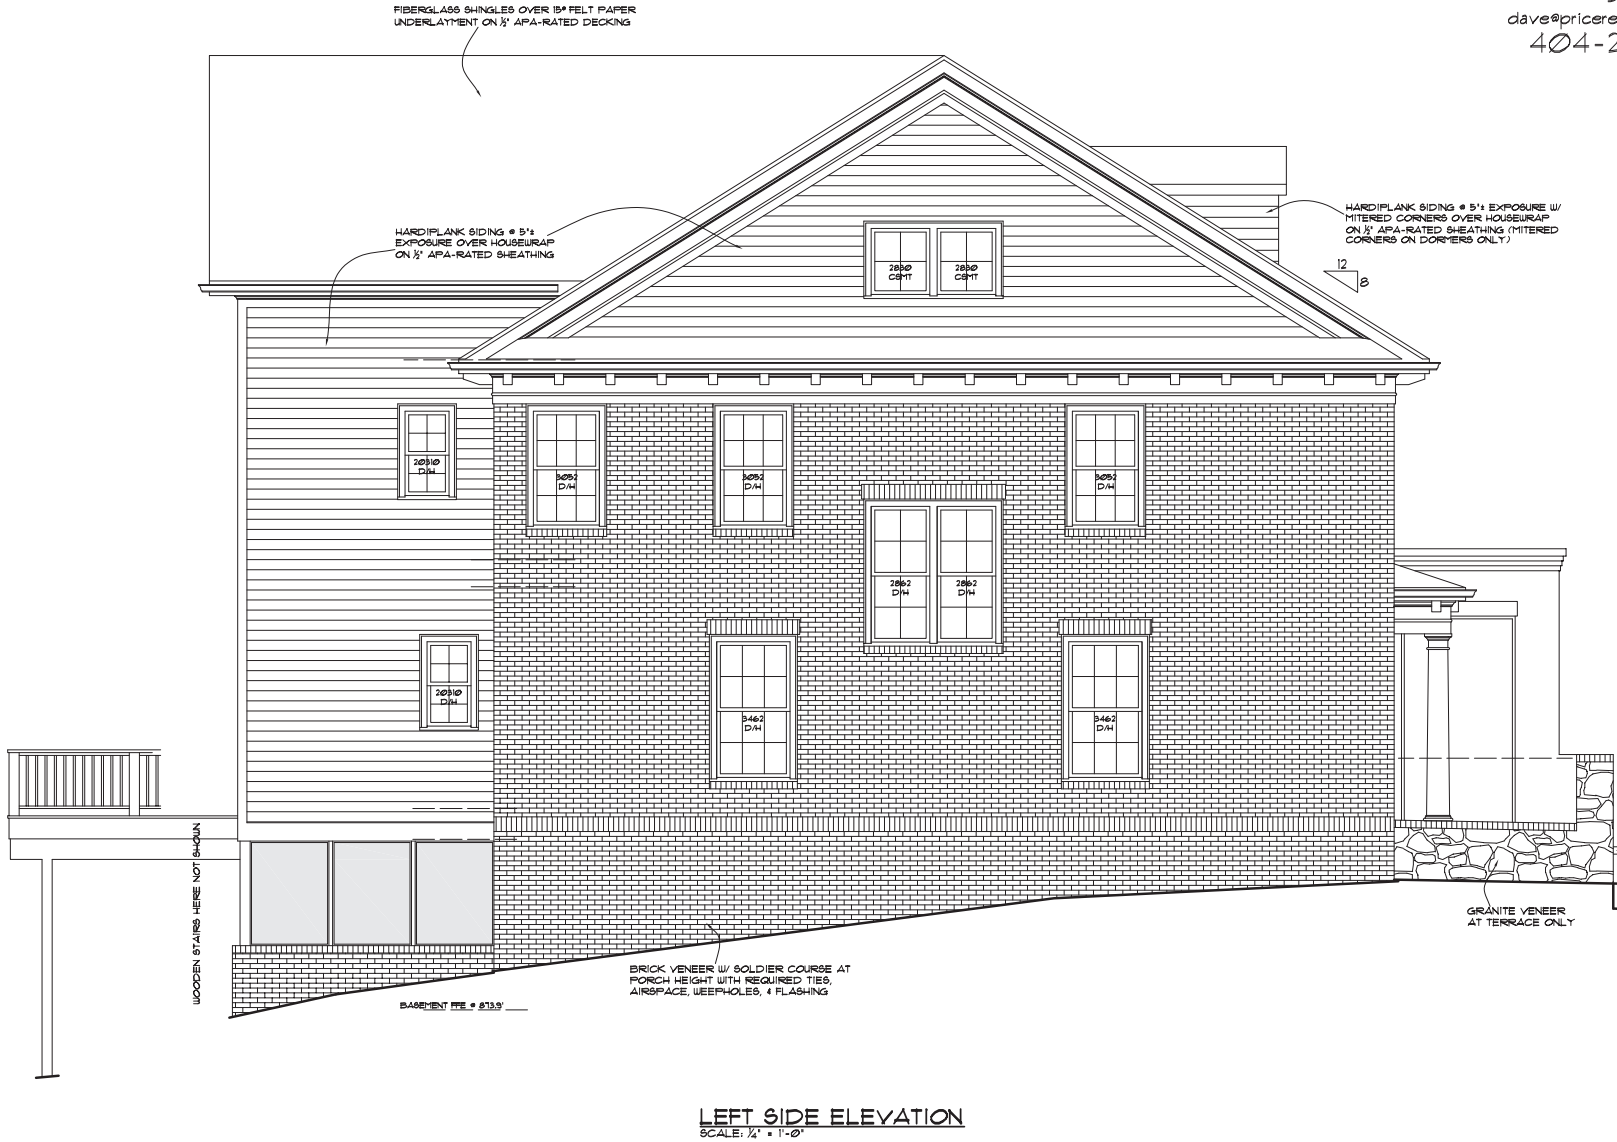 FIBERGLASS SHINGLES OVER 15# FELT PAPER
UNDERLAYMENT ON ½" APA-RATED DECKING
dave@pricere
404-2
HARDIPLANK SIDING @ 5"±
EXPOSURE OVER HOUSEWRAP
ON ½" APA-RATED SHEATHING
HARDIPLANK SIDING @ 5"± EXPOSURE W/
MITERED CORNERS OVER HOUSEWRAP
ON ½" APA-RATED SHEATHING (MITERED
CORNERS ON DORMERS ONLY)
12
8
2830
CSMT
2830
CSMT
20310
D/H
3052
D/H
3052
D/H
3052
D/H
2862
D/H
2862
D/H
20310
D/H
3462
D/H
3462
D/H
WOODEN STAIRS HERE NOT SHOWN
GRANITE VENEER
AT TERRACE ONLY
BRICK VENEER W/ SOLDIER COURSE AT
PORCH HEIGHT WITH REQUIRED TIES,
AIRSPACE, WEEPHOLES, & FLASHING
BASEMENT FFE @ 873.9'
LEFT SIDE ELEVATION
SCALE: ¼" = 1'-0"